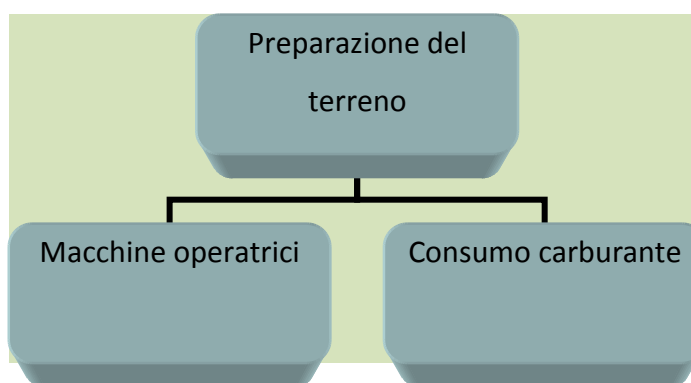 Preparazione del
terreno
Macchine operatrici
Consumo carburante